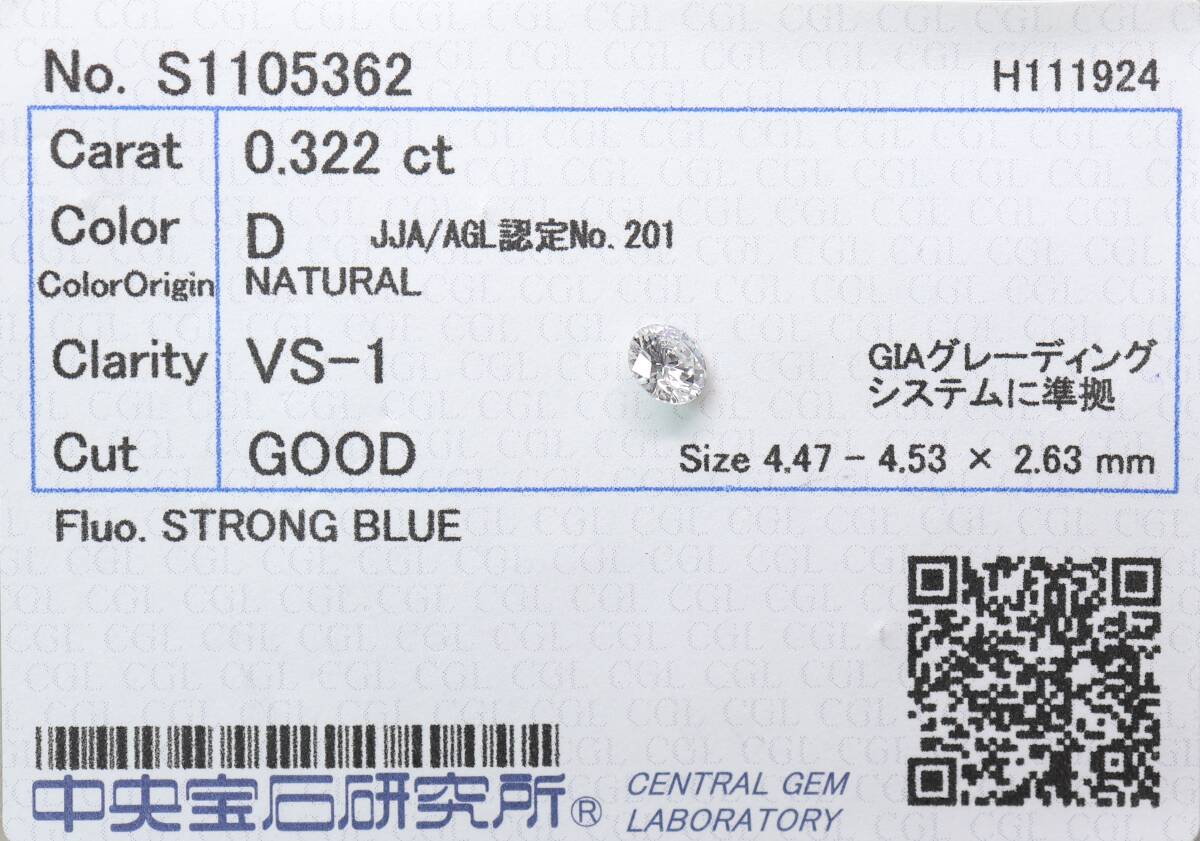 No. S1105362
H111924
Carat 0.322 ct
Color D JJA/AGL認定No. 201
ColorOrigin NATURAL
Clarity VS-1
GIAグレーディング
システムに準拠
Cut GOOD
Size 4.47 - 4.53 × 2.63 mm
Fluo. STRONG BLUE
中央宝石研究所®
CENTRAL GEM
LABORATORY